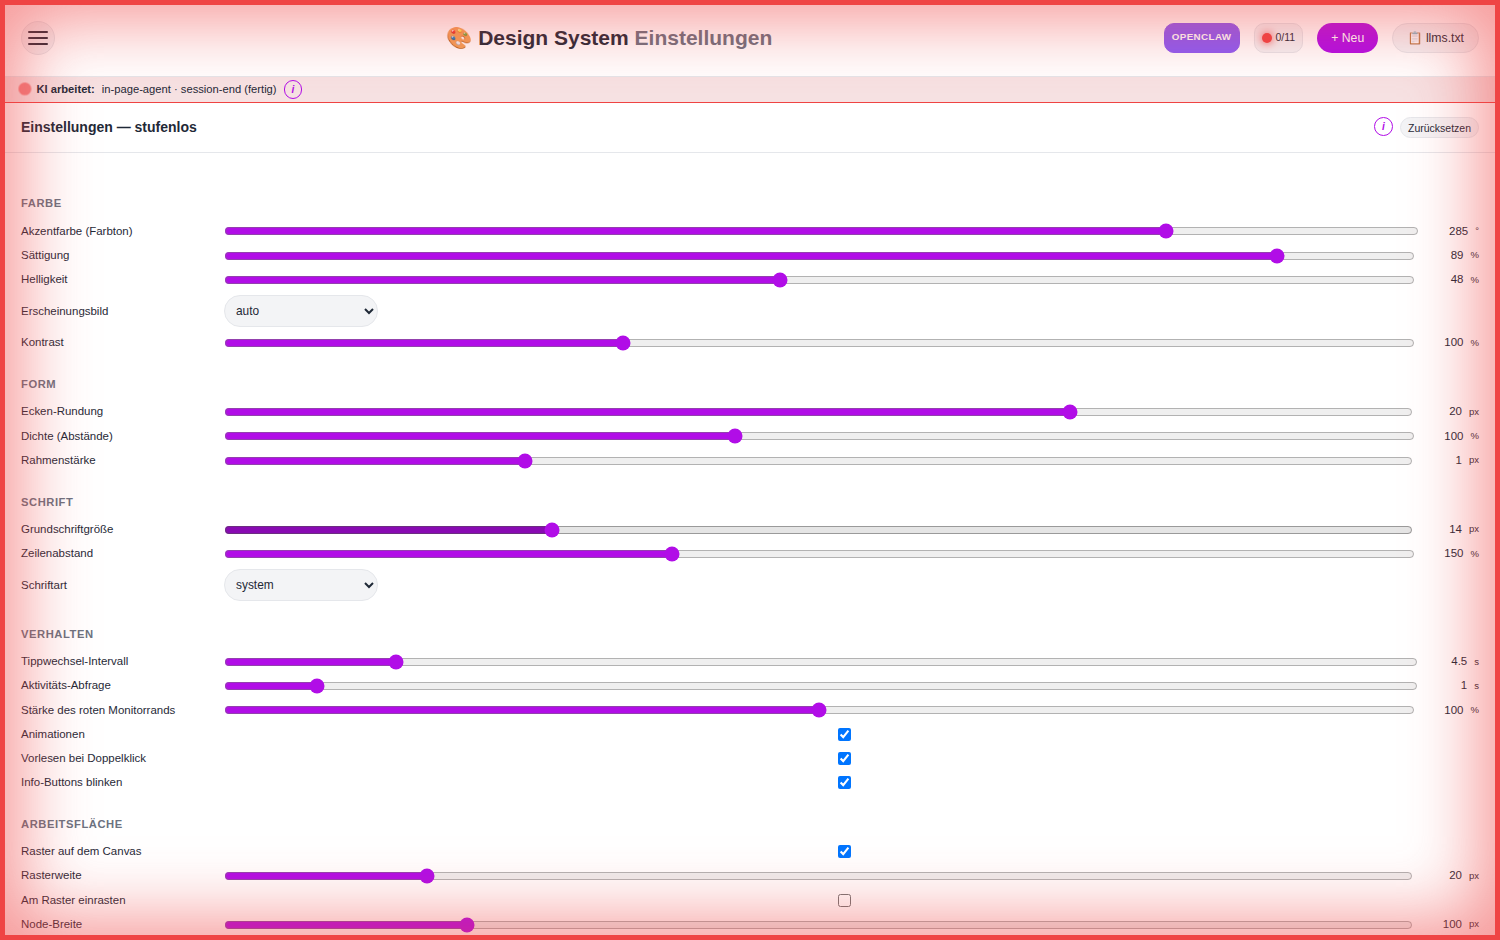 🎨 Design System Einstellungen
OPENCLAW
0/11
+ Neu
📋 llms.txt
KI arbeitet: in-page-agent · session-end (fertig) i
Einstellungen — stufenlos
i
Zurücksetzen
FARBE
Akzentfarbe (Farbton) 285 °
Sättigung 89 %
Helligkeit 48 %
Erscheinungsbild auto
Kontrast 100 %
FORM
Ecken-Rundung 20 px
Dichte (Abstände) 100 %
Rahmenstärke 1 px
SCHRIFT
Grundschriftgröße 14 px
Zeilenabstand 150 %
Schriftart system
VERHALTEN
Tippwechsel-Intervall 4.5 s
Aktivitäts-Abfrage 1 s
Stärke des roten Monitorrands 100 %
Animationen
Vorlesen bei Doppelklick
Info-Buttons blinken
ARBEITSFLÄCHE
Raster auf dem Canvas
Rasterweite 20 px
Am Raster einrasten
Node-Breite 100 px